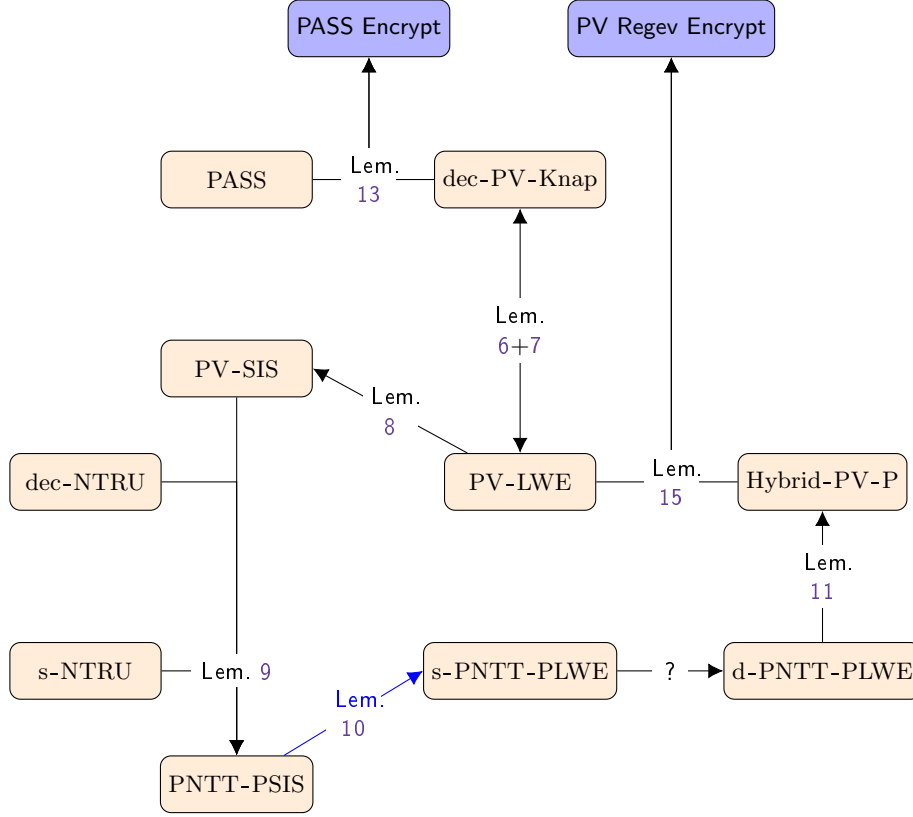 PASS Encrypt
PV Regev Encrypt
PASS
Lem.
13
dec-PV-Knap
Lem.
6+7
PV-SIS
Lem.
8
dec-NTRU
PV-LWE
Lem.
15
Hybrid-PV-P
Lem.
11
s-NTRU
Lem. 9
s-PNTT-PLWE
?
d-PNTT-PLWE
Lem.
10
PNTT-PSIS